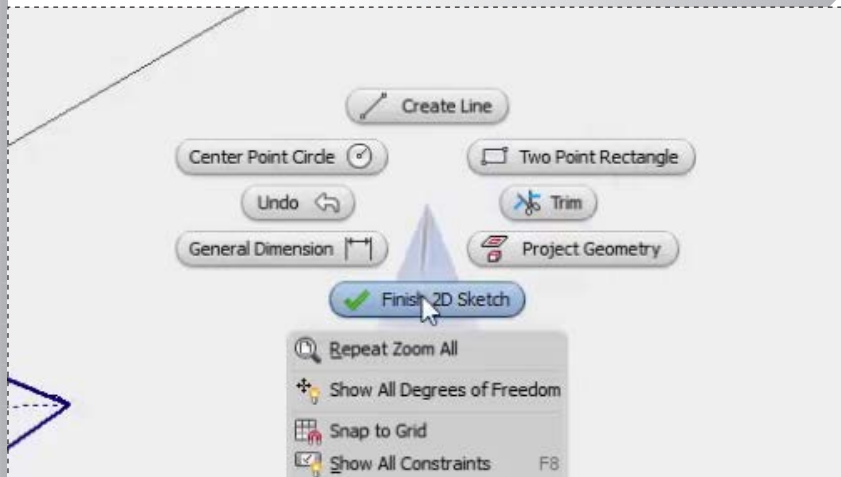 Create Line
Center Point Circle
Two Point Rectangle
Undo
Trim
General Dimension
Project Geometry
Finish 2D Sketch
Repeat Zoom All
Show All Degrees of Freedom
Snap to Grid
Show All Constraints F8